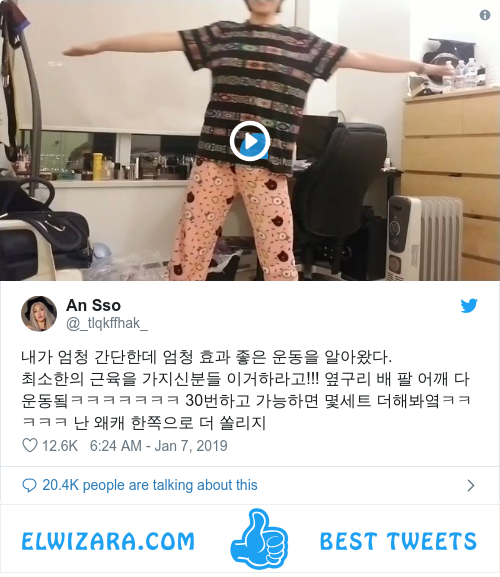 An Sso
@_tlqkffhak_
내가 엄청 간단한데 엄청 효과 좋은 운동을 알아왔다.
최소한의 근육을 가지신분들 이거하라고!!! 옆구리 배 팔 어깨 다
운동됰ㅋㅋㅋㅋㅋㅋㅋ 30번하고 가능하면 몇세트 더해봐옄ㅋㅋ
ㅋㅋㅋㅋ 난 왜캐 한쪽으로 더 쏠리지
12.6K 6:24 AM - Jan 7, 2019
20.4K people are talking about this
ELWIZARA.COM BEST TWEETS